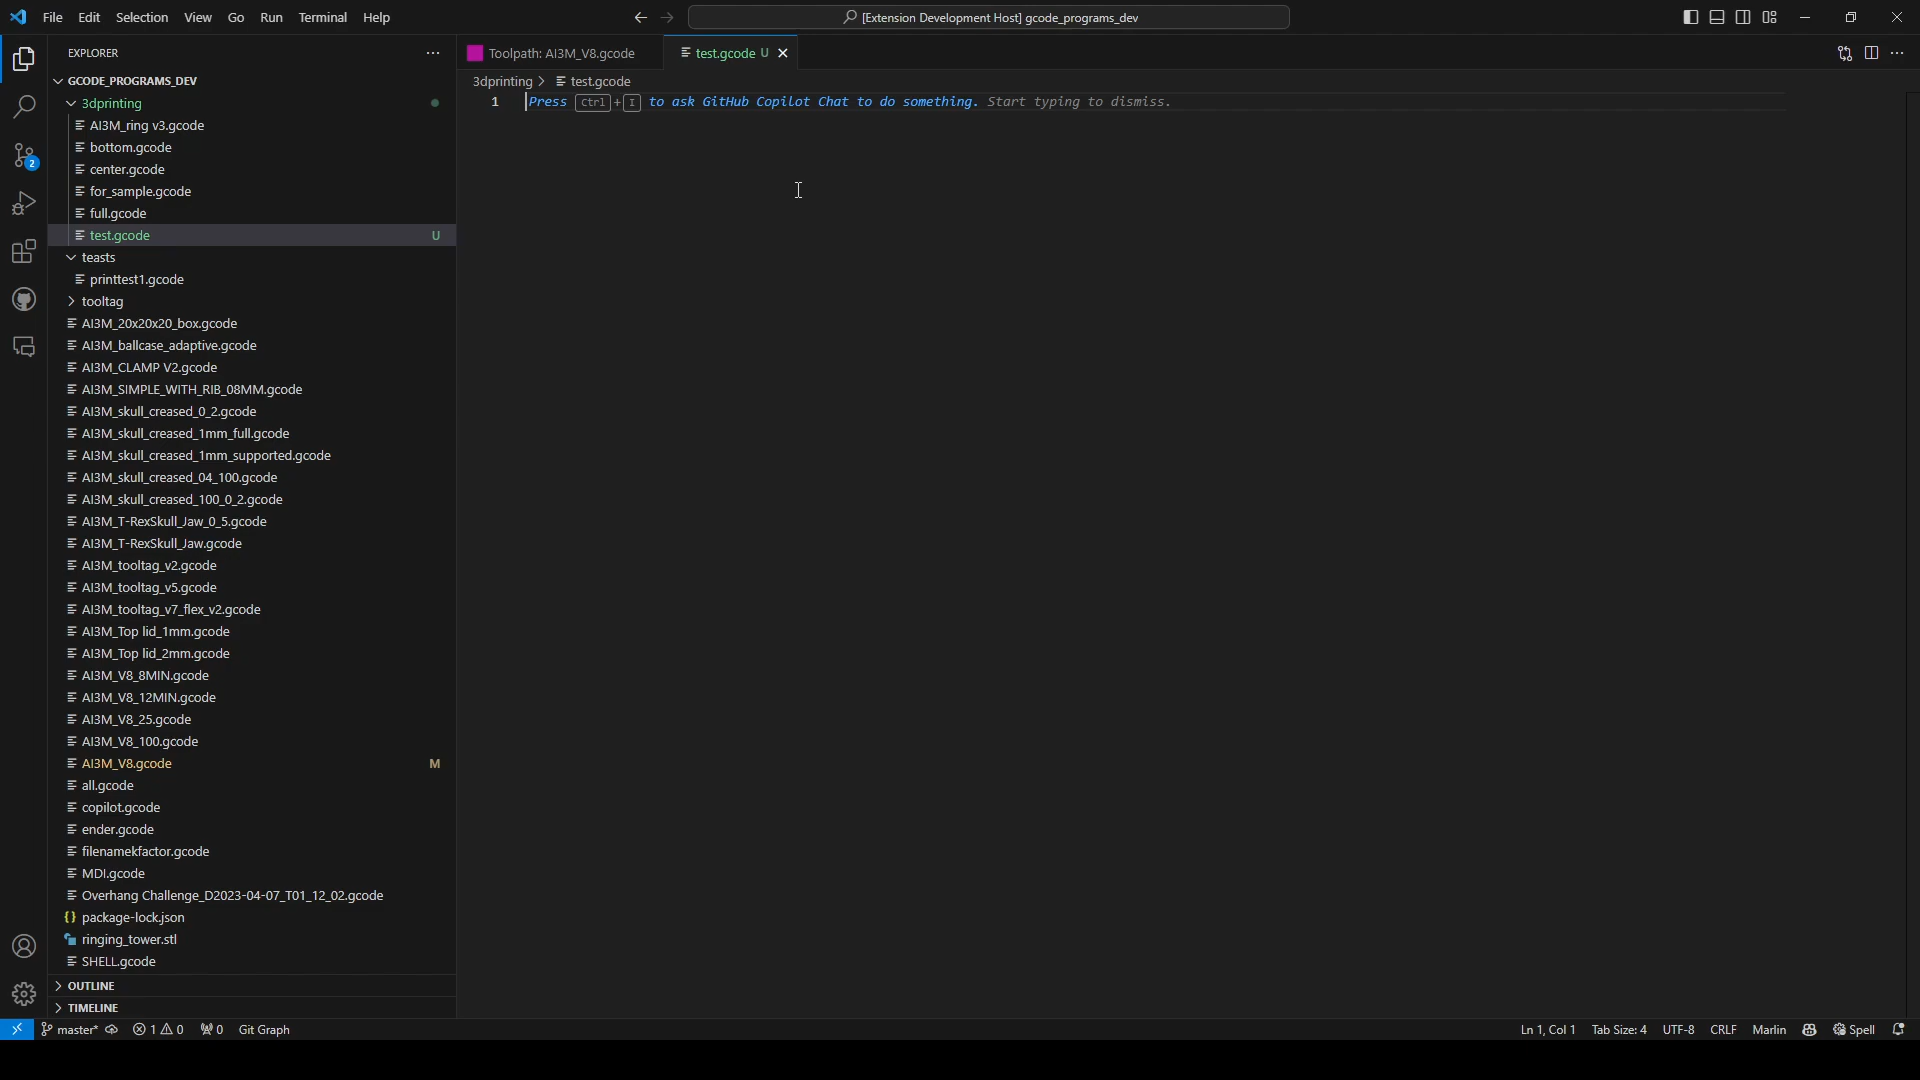 File Edit Selection View Go Run Terminal Help
[Extension Development Host] gcode_programs_dev
EXPLORER
Toolpath: AI3M_V8.gcode
test.gcode U
GCODE_PROGRAMS_DEV
3dprinting > test.gcode
1 Press Ctrl + I to ask GitHub Copilot Chat to do something. Start typing to dismiss.
3dprinting
AI3M_ring v3.gcode
bottom.gcode
center.gcode
2
for_sample.gcode
full.gcode
test.gcode U
teasts
printtest1.gcode
tooltag
AI3M_20x20x20_box.gcode
AI3M_ballcase_adaptive.gcode
AI3M_CLAMP V2.gcode
AI3M_SIMPLE_WITH_RIB_08MM.gcode
AI3M_skull_creased_0_2.gcode
AI3M_skull_creased_1mm_full.gcode
AI3M_skull_creased_1mm_supported.gcode
AI3M_skull_creased_04_100.gcode
AI3M_skull_creased_100_0_2.gcode
AI3M_T-RexSkull_Jaw_0_5.gcode
AI3M_T-RexSkull_Jaw.gcode
AI3M_tooltag_v2.gcode
AI3M_tooltag_v5.gcode
AI3M_tooltag_v7_flex_v2.gcode
AI3M_Top lid_1mm.gcode
AI3M_Top lid_2mm.gcode
AI3M_V8_8MIN.gcode
AI3M_V8_12MIN.gcode
AI3M_V8_25.gcode
AI3M_V8_100.gcode
AI3M_V8.gcode M
all.gcode
copilot.gcode
ender.gcode
filenamekfactor.gcode
MDI.gcode
Overhang Challenge_D2023-04-07_T01_12_02.gcode
{} package-lock.json
ringing_tower.stl
SHELL.gcode
OUTLINE
TIMELINE
master* 1 0 0 Git Graph
Ln 1, Col 1 Tab Size: 4 UTF-8 CRLF Marlin Spell